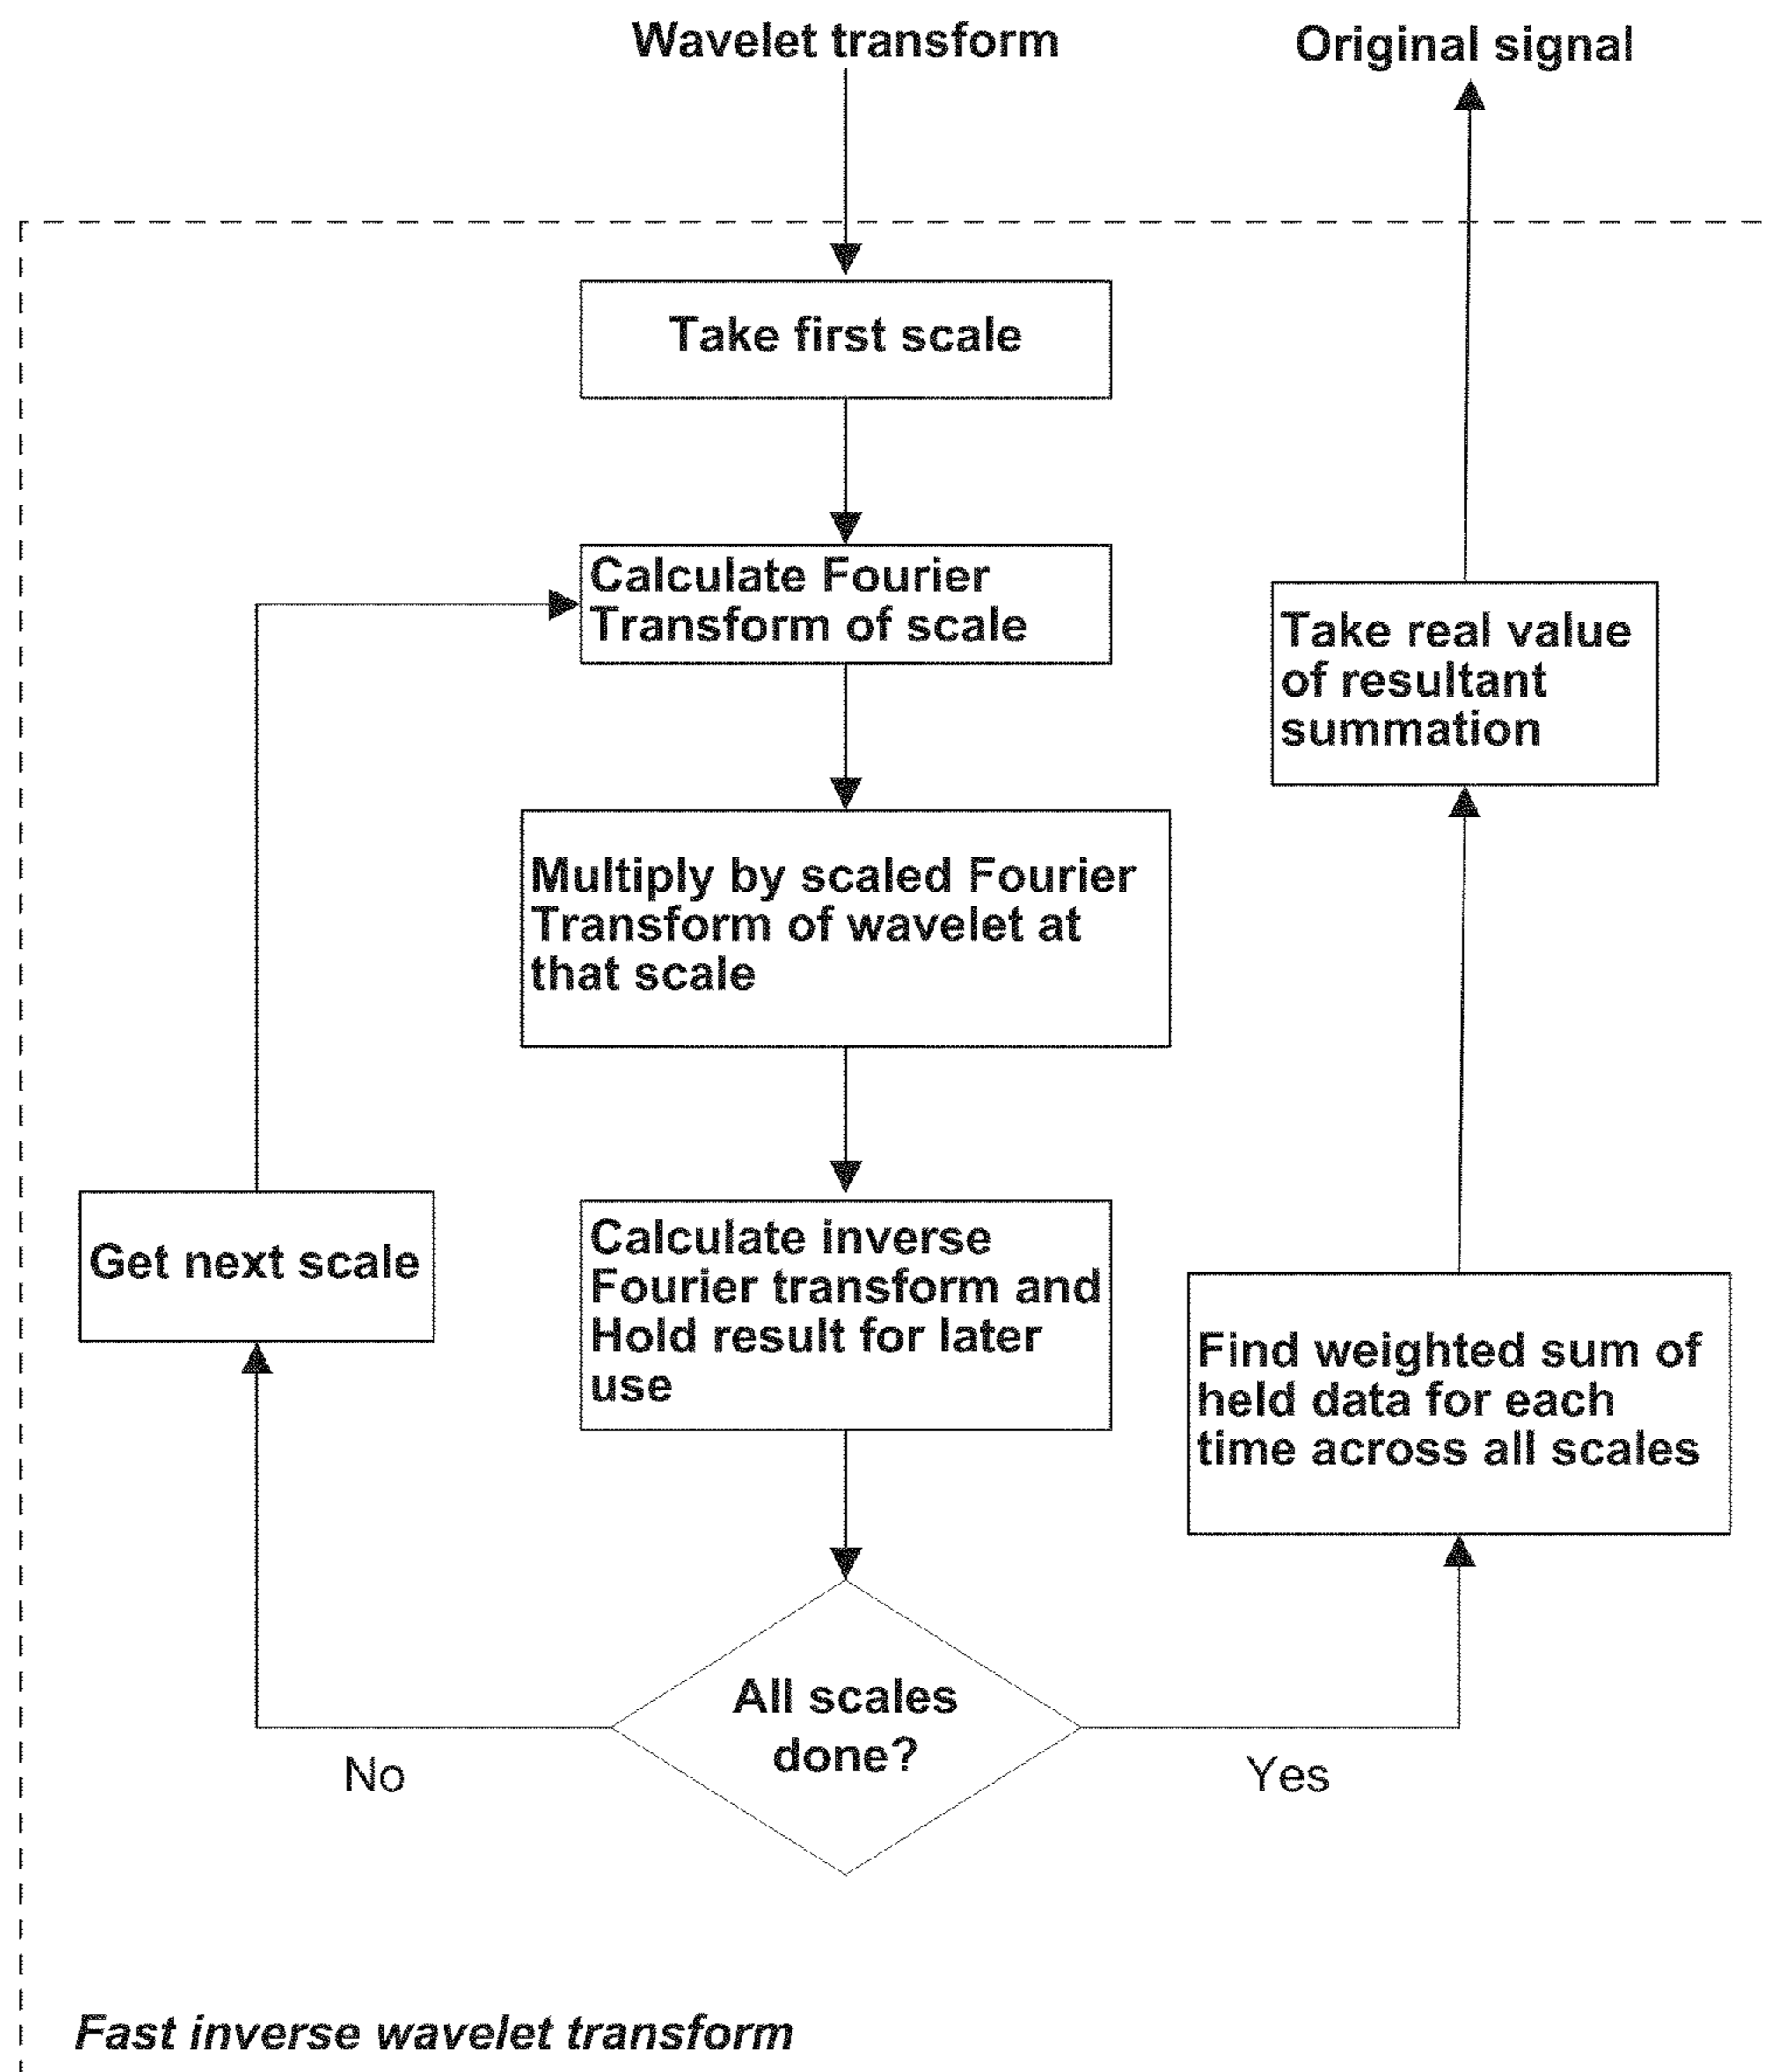 Wavelet transform
Original signal
Take first scale
Calculate Fourier
Transform of scale
Take real value
of resultant
summation
Multiply by scaled Fourier
Transform of wavelet at
that scale
Get next scale
Calculate inverse
Fourier transform and
Hold result for later
use
Find weighted sum of
held data for each
time across all scales
All scales
done?
No
Yes
Fast inverse wavelet transform